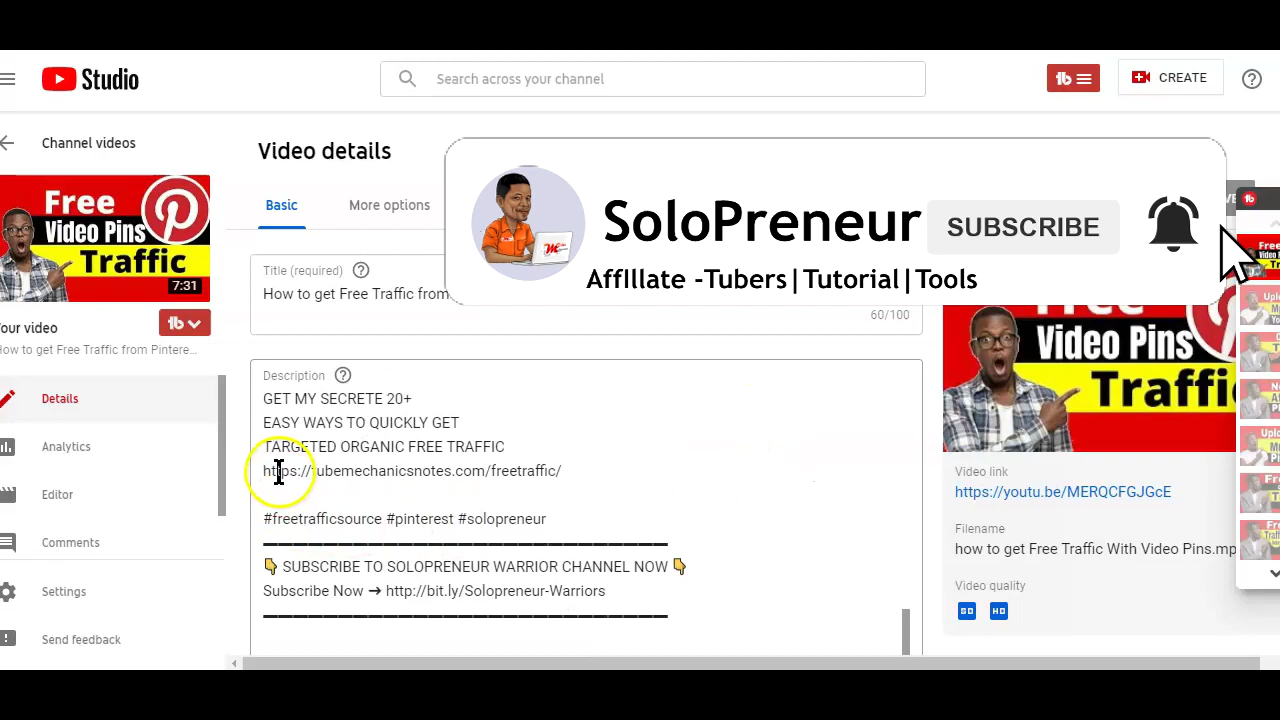 Studio
Search across your channel
CREATE
Channel videos
Video details
Free
Video Pins
Traffic
7:31
Basic
More options
SoloPreneur
SUBSCRIBE
AffIllate -Tubers|Tutorial|Tools
Title (required)
How to get Free Traffic from
60/100
Your video
How to get Free Traffic from Pintere...
Details
Analytics
Editor
Comments
Settings
Send feedback
Description
GET MY SECRETE 20+
EASY WAYS TO QUICKLY GET
TARGETED ORGANIC FREE TRAFFIC
https://tubemechanicsnotes.com/freetraffic/
#freetrafficsource #pinterest #solopreneur
👇 SUBSCRIBE TO SOLOPRENEUR WARRIOR CHANNEL NOW 👇
Subscribe Now ➔ http://bit.ly/Solopreneur-Warriors
Free
Video Pins
Traffic
Video link
https://youtu.be/MERQCFGJGcE
Filename
how to get Free Traffic With Video Pins.mp
Video quality
SD
HD